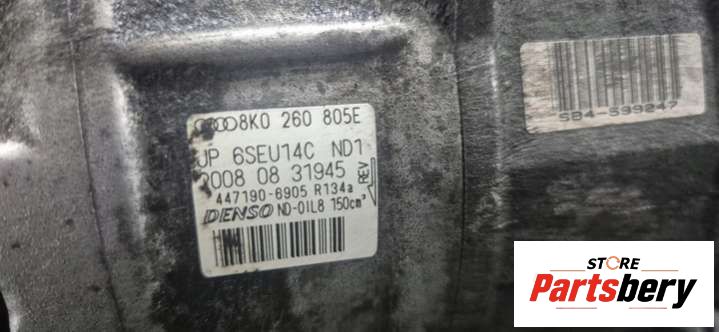 8K0 260 805E
JP 6SEU14C ND1
2008 08 31945
REV
447190-6905 R134a
DENSO ND-OIL8 150cm³
SB4-599247
STORE
Partsbery